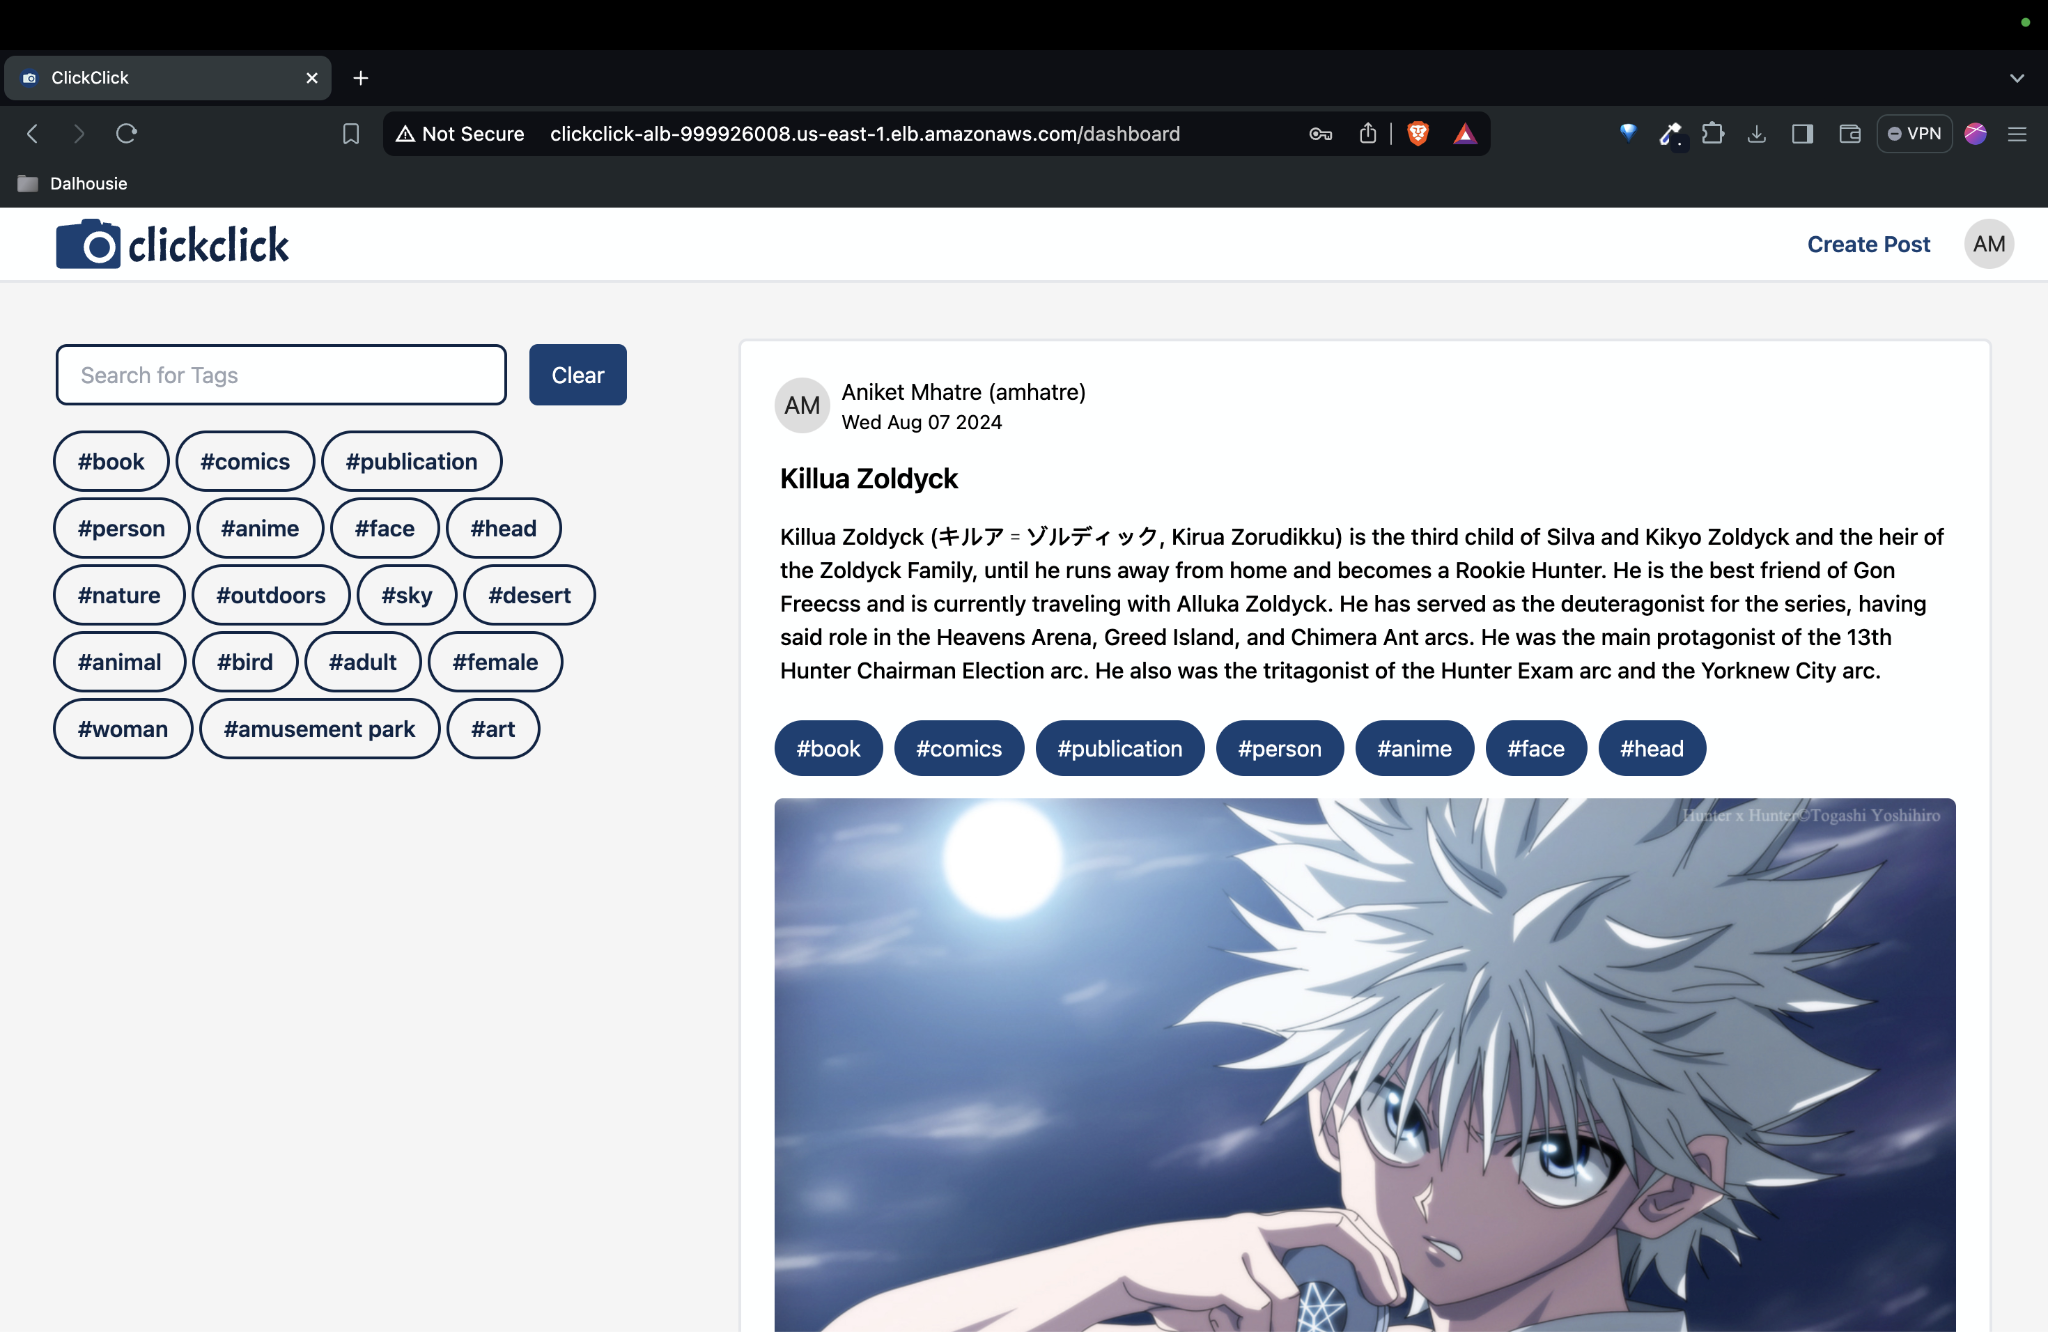 ClickClick
Not Secure clickclick-alb-999926008.us-east-1.elb.amazonaws.com/dashboard
VPN
Dalhousie
clickclick
Create Post
AM
Search for Tags
Clear
#book #comics #publication
#person #anime #face #head
#nature #outdoors #sky #desert
#animal #bird #adult #female
#woman #amusement park #art
AM
Aniket Mhatre (amhatre)
Wed Aug 07 2024
Killua Zoldyck
Killua Zoldyck (キルア゠ゾルディック, Kirua Zorudikku) is the third child of Silva and Kikyo Zoldyck and the heir of
the Zoldyck Family, until he runs away from home and becomes a Rookie Hunter. He is the best friend of Gon
Freecss and is currently traveling with Alluka Zoldyck. He has served as the deuteragonist for the series, having
said role in the Heavens Arena, Greed Island, and Chimera Ant arcs. He was the main protagonist of the 13th
Hunter Chairman Election arc. He also was the tritagonist of the Hunter Exam arc and the Yorknew City arc.
#book #comics #publication #person #anime #face #head
Hunter x Hunter©Togashi Yoshihiro